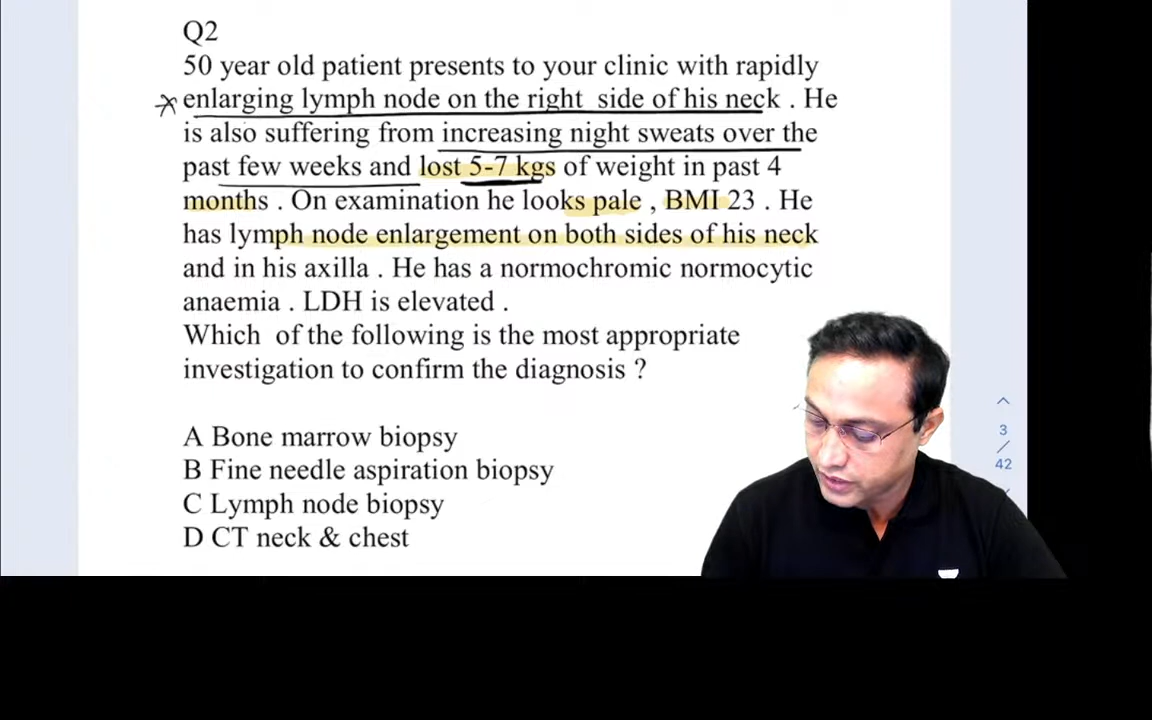 Q2
50 year old patient presents to your clinic with rapidly
enlarging lymph node on the right side of his neck . He
is also suffering from increasing night sweats over the
past few weeks and lost 5-7 kgs of weight in past 4
months . On examination he looks pale , BMI 23 . He
has lymph node enlargement on both sides of his neck
and in his axilla . He has a normochromic normocytic
anaemia . LDH is elevated .
Which of the following is the most appropriate
investigation to confirm the diagnosis ?
A Bone marrow biopsy
B Fine needle aspiration biopsy
C Lymph node biopsy
D CT neck & chest
3
/
42